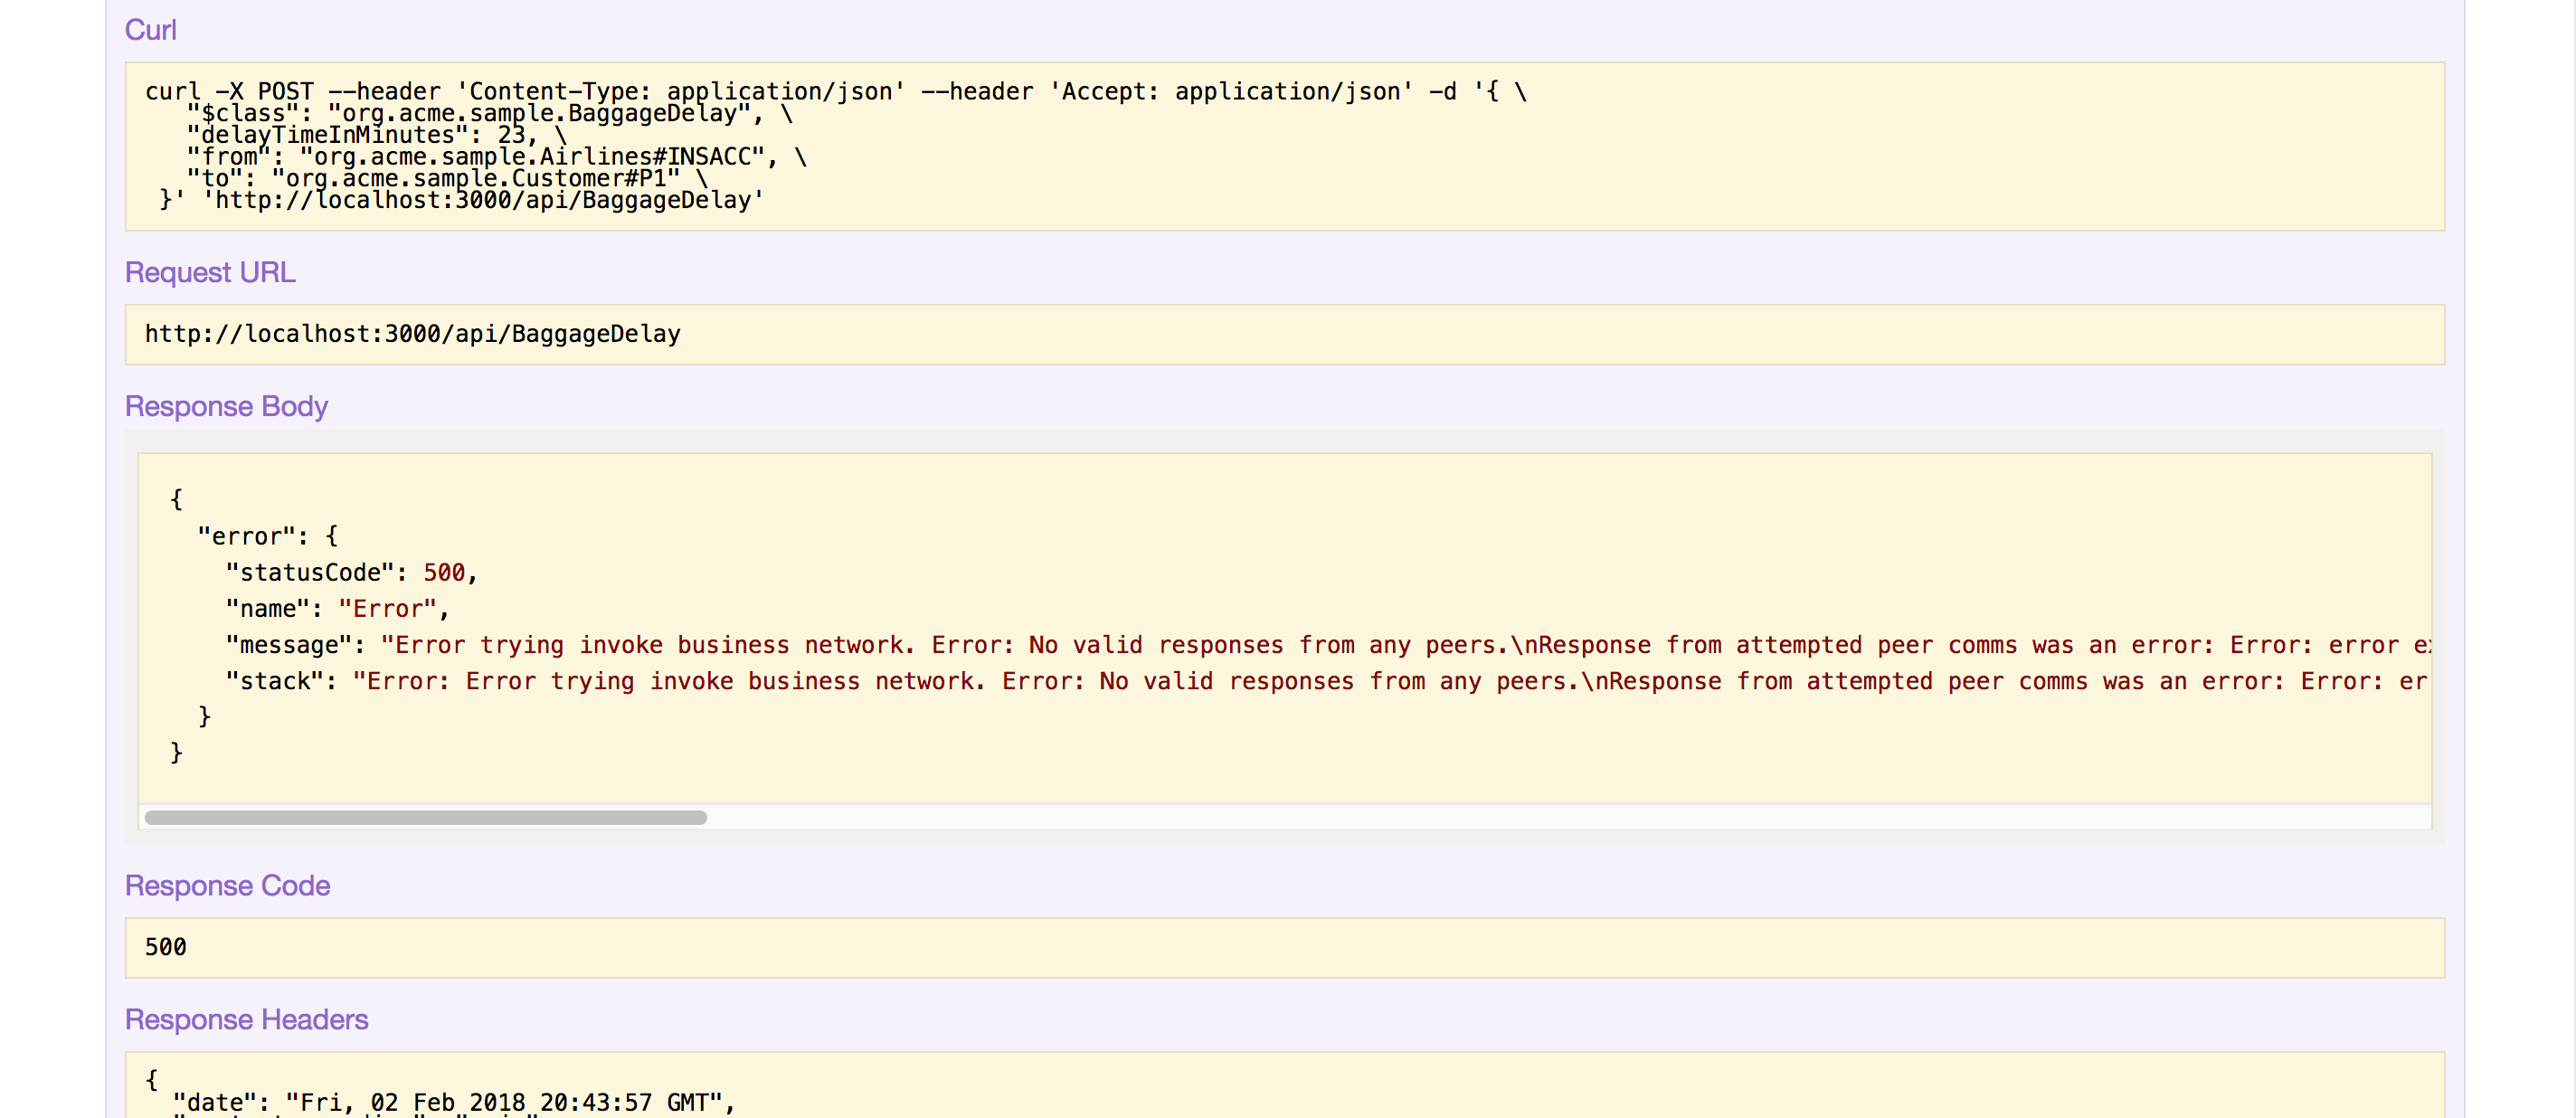 Curl
curl -X POST --header 'Content-Type: application/json' --header 'Accept: application/json' -d '{ \
"$class": "org.acme.sample.BaggageDelay", \
"delayTimeInMinutes": 23, \
"from": "org.acme.sample.Airlines#INSACC", \
"to": "org.acme.sample.Customer#P1" \
}' 'http://localhost:3000/api/BaggageDelay'
Request URL
http://localhost:3000/api/BaggageDelay
Response Body
{
"error": {
"statusCode": 500,
"name": "Error",
"message": "Error trying invoke business network. Error: No valid responses from any peers.\nResponse from attempted peer comms was an error: Error: error
"stack": "Error: Error trying invoke business network. Error: No valid responses from any peers.\nResponse from attempted peer comms was an error: Error: er
}
}
Response Code
500
Response Headers
{
"date": "Fri, 02 Feb 2018 20:43:57 GMT",